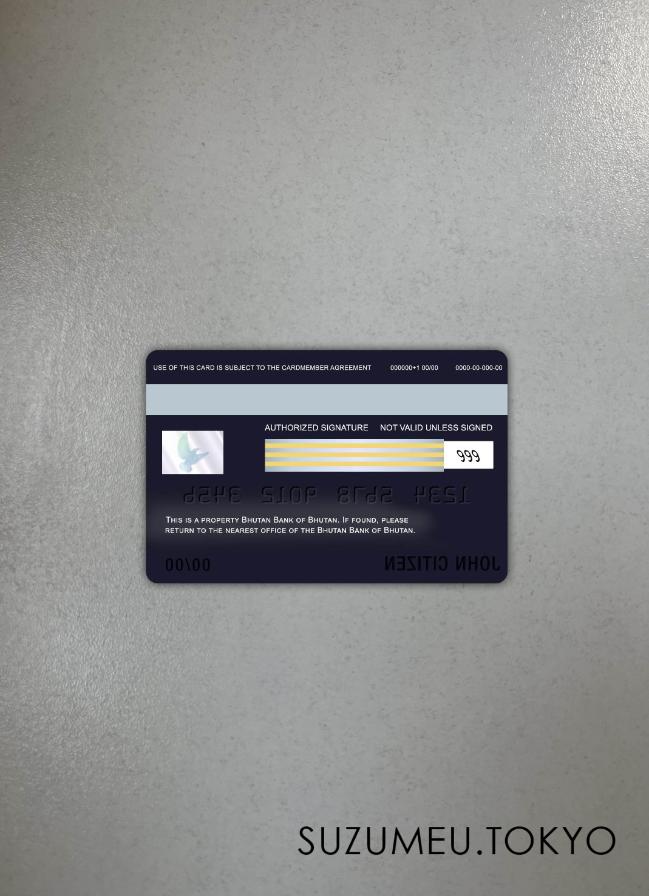 USE OF THIS CARD IS SUBJECT TO THE CARDMEMBER AGREEMENT 000000+1 00/00 0000-00-000-00
AUTHORIZED SIGNATURE NOT VALID UNLESS SIGNED
999
1234 5678 9012 3456
THIS IS A PROPERTY BHUTAN BANK OF BHUTAN. IF FOUND, PLEASE
RETURN TO THE NEAREST OFFICE OF THE BHUTAN BANK OF BHUTAN.
00/00 JOHN CITIZEN
SUZUMEU.TOKYO